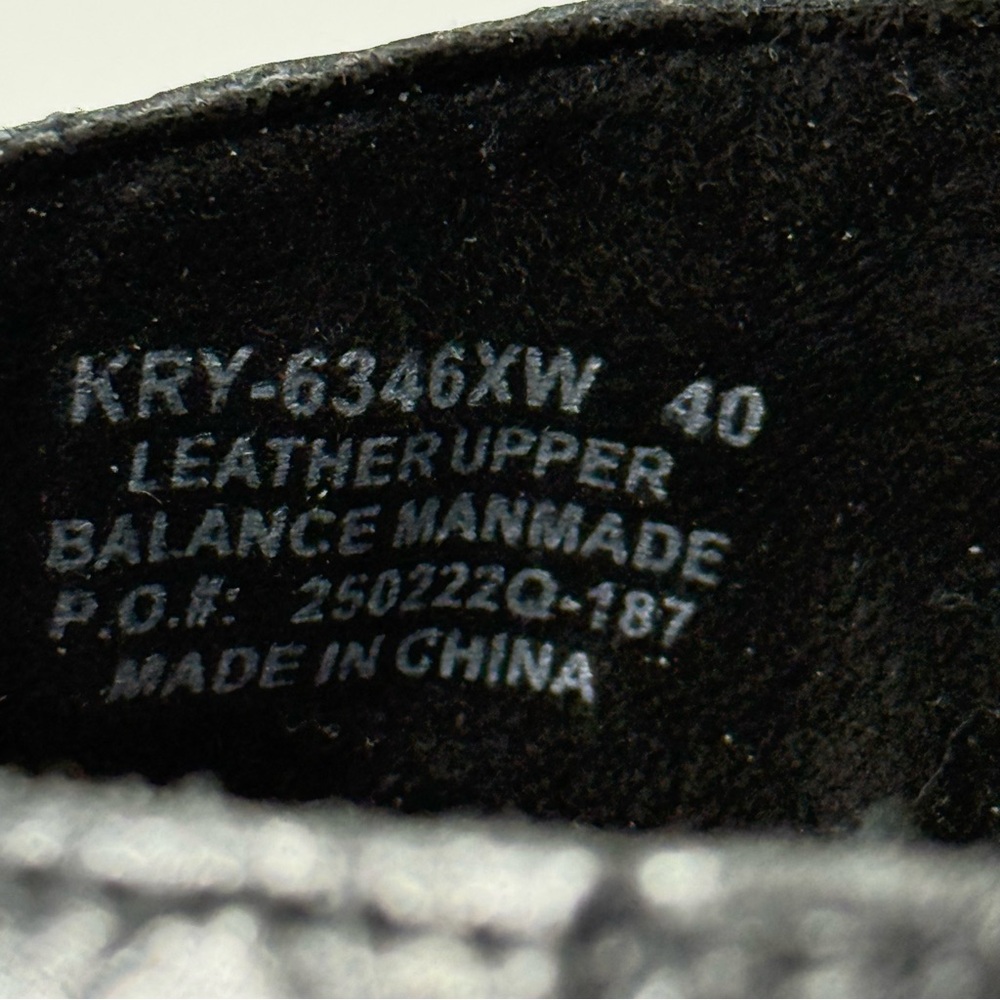 KRY-6346XW 40
LEATHER UPPER
BALANCE MANMADE
P.O.#: 250222Q-187
MADE IN CHINA